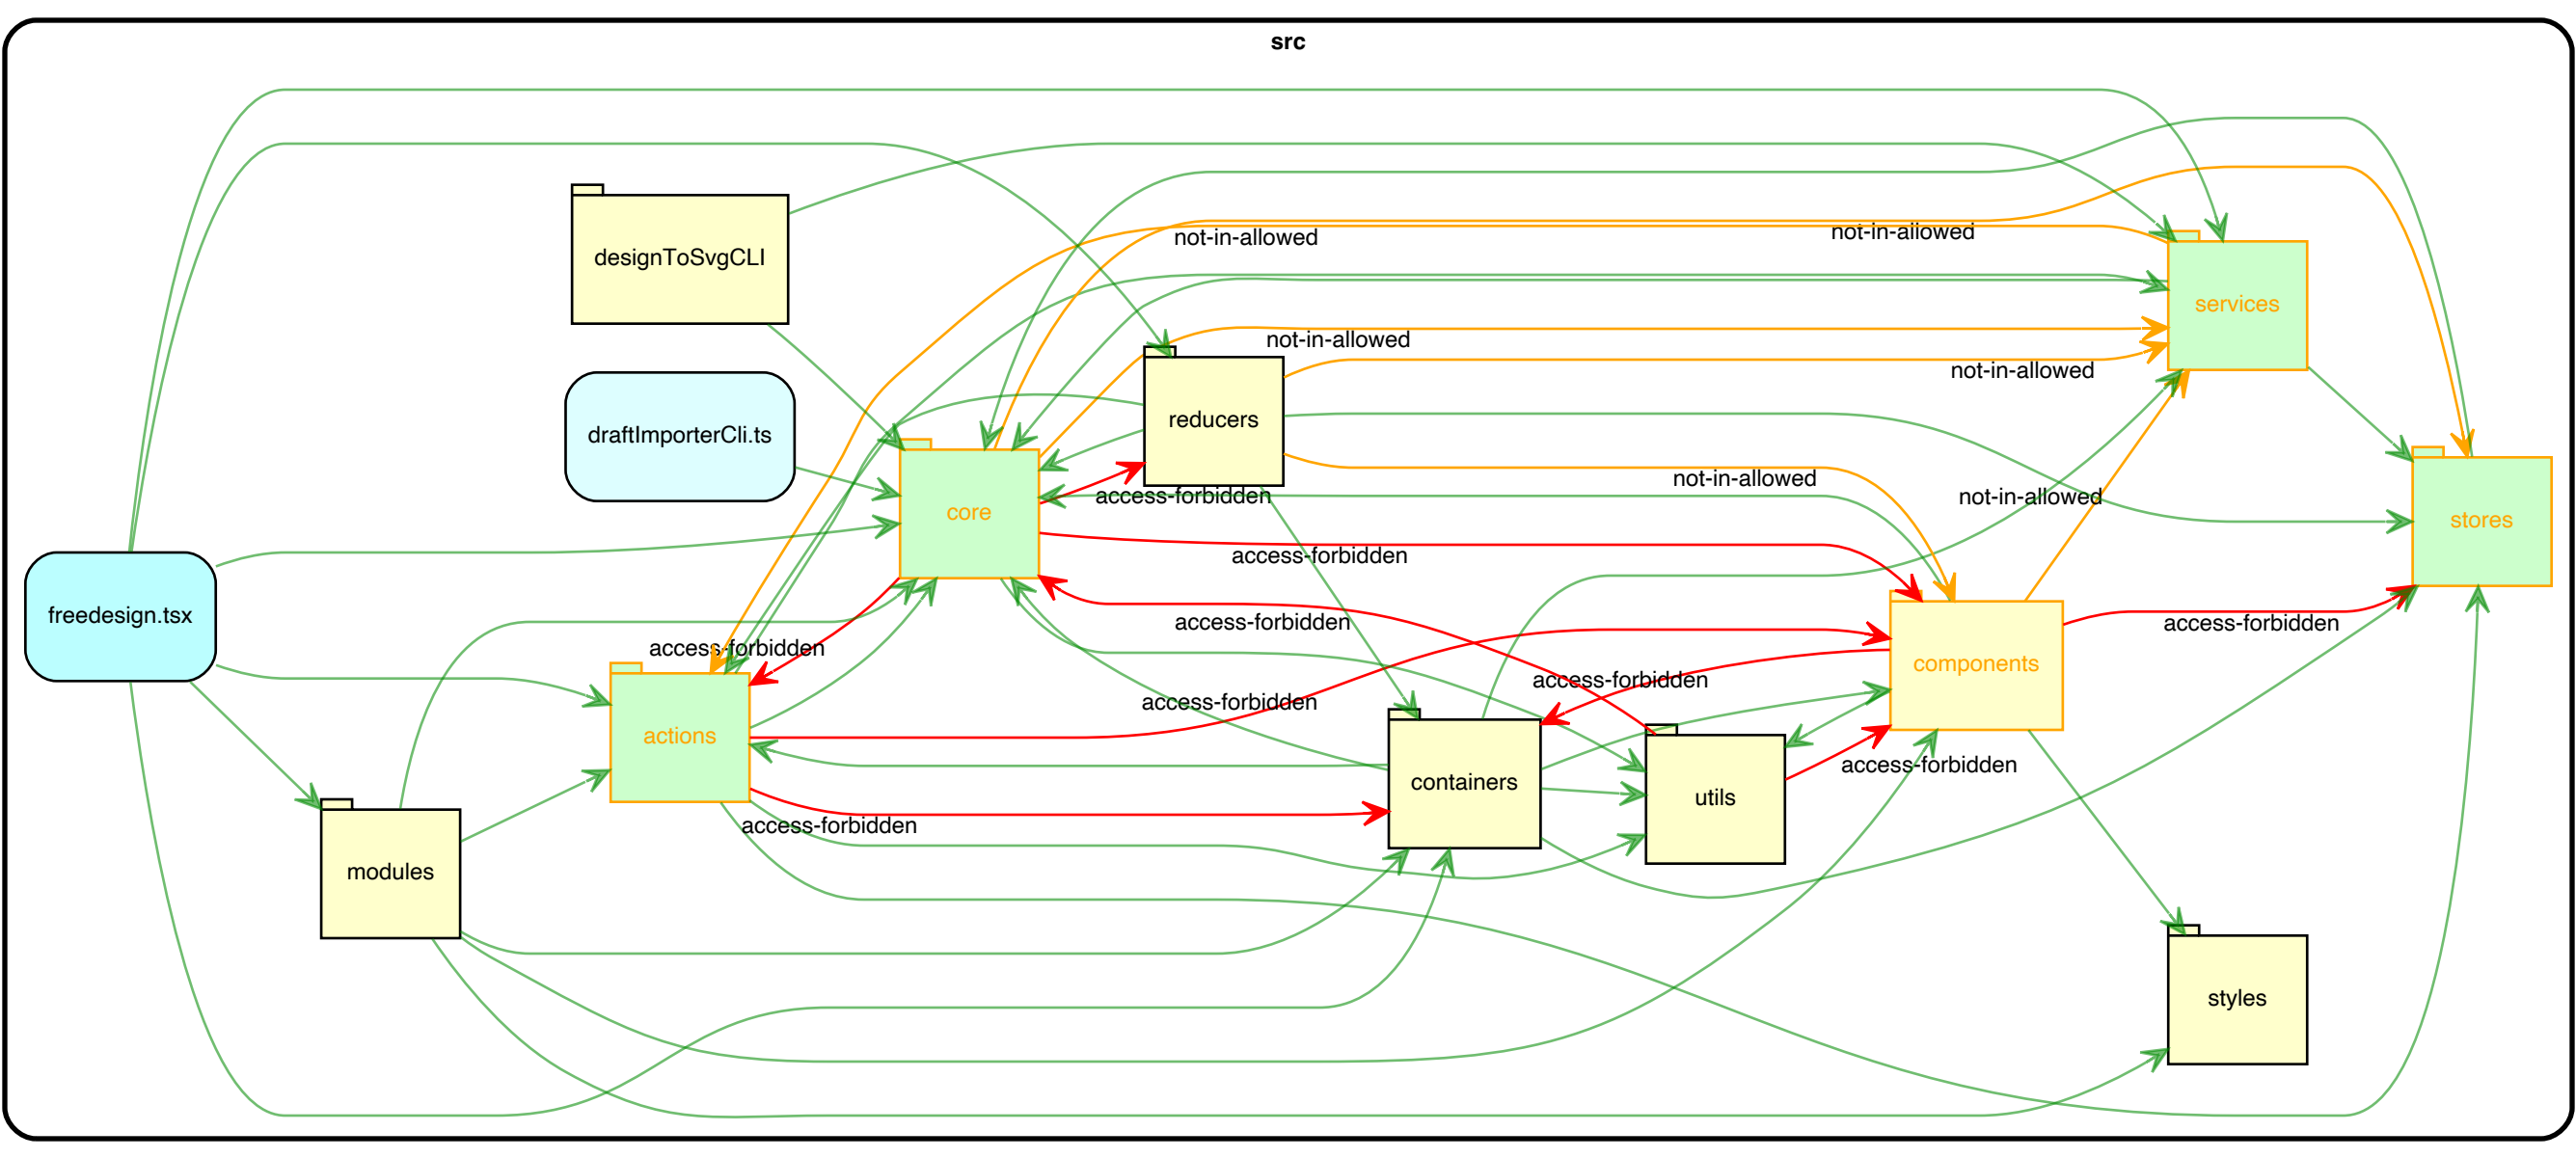 src
not-in-allowed
not-in-allowed
designToSvgCLI
services
not-in-allowed
not-in-allowed
reducers
draftImporterCli.ts
not-in-allowed
access-forbidden
not-in-allowed
core
stores
access-forbidden
freedesign.tsx
access-forbidden
access-forbidden
access-forbidden
components
access-forbidden
access-forbidden
actions
access-forbidden
containers
utils
access-forbidden
modules
styles